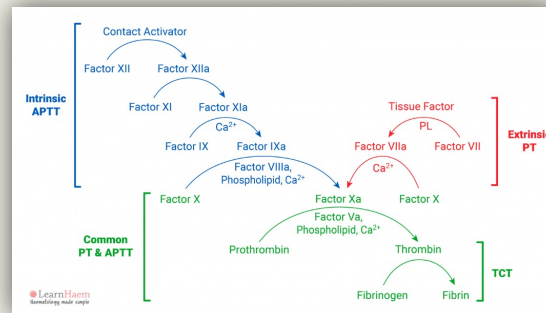 Contact Activator
Factor XII
Factor XIIa
Intrinsic
APTT
Factor XI
Factor XIa
Ca²⁺
Factor IX
Factor IXa
Factor VIIIa,
Phospholipid, Ca²⁺
Tissue Factor
PL
Factor VIIa
Factor VII
Ca²⁺
Extrinsic
PT
Factor X
Factor Xa
Factor X
Factor Va,
Phospholipid, Ca²⁺
Common
PT & APTT
Prothrombin
Thrombin
Fibrinogen
Fibrin
TCT
LearnHaem
Haematology made simple